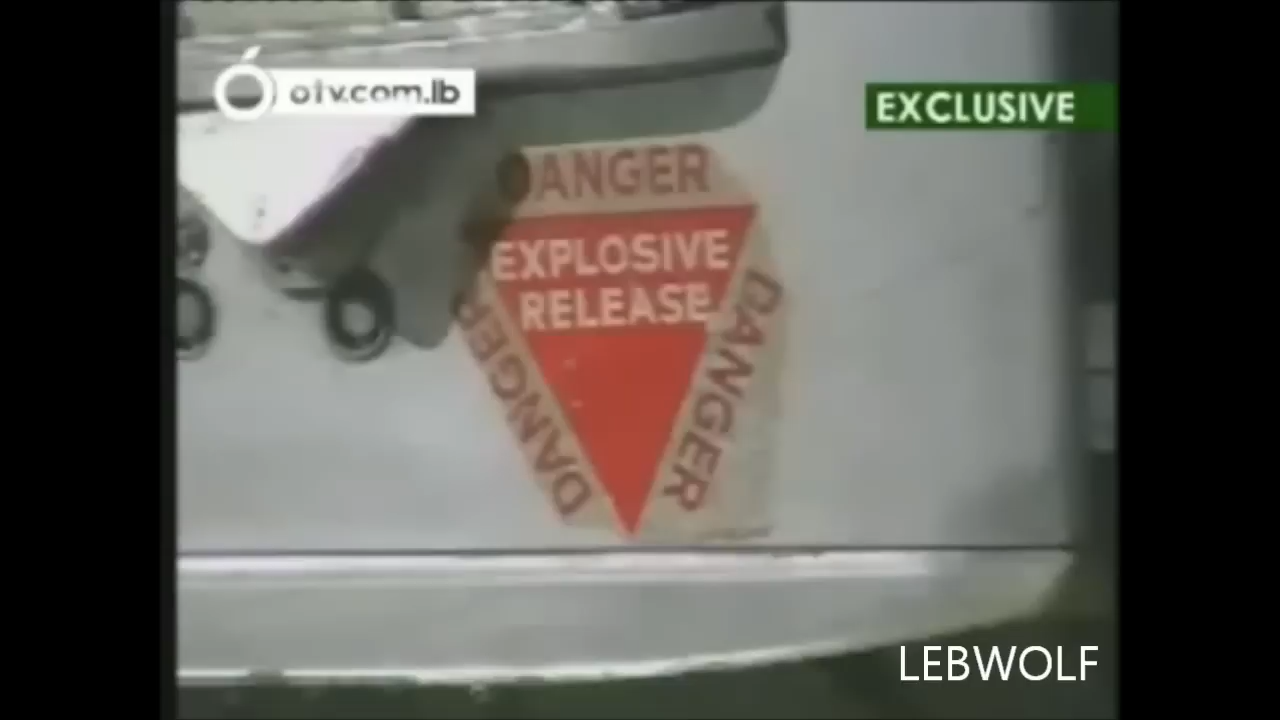 otv.com.lb
EXCLUSIVE
DANGER
EXPLOSIVE
RELEASE
DANGER
DANGER
LEBWOLF